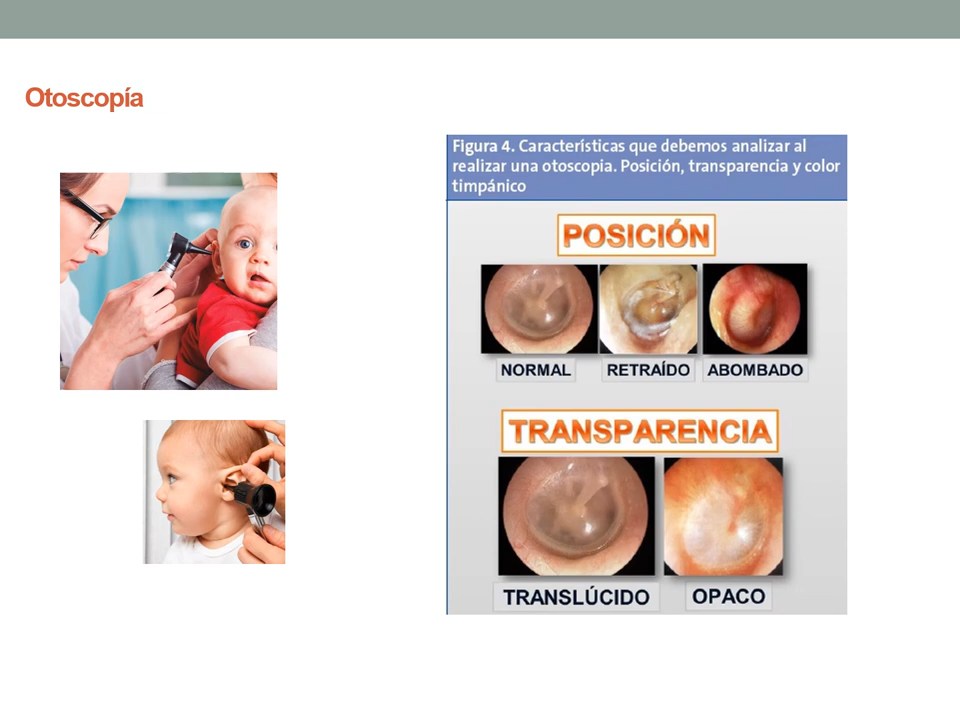 Otoscopía
Figura 4. Características que debemos analizar al
realizar una otoscopia. Posición, transparencia y color
timpánico
POSICIÓN
NORMAL RETRAÍDO ABOMBADO
TRANSPARENCIA
TRANSLÚCIDO OPACO